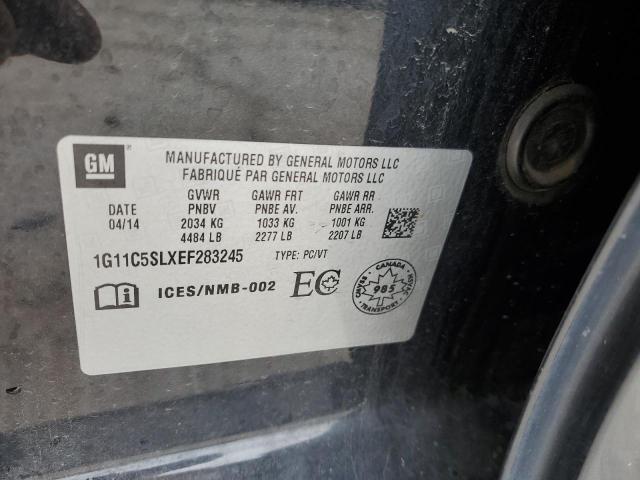 GM
MANUFACTURED BY GENERAL MOTORS LLC
FABRIQUÉ PAR GENERAL MOTORS LLC
GVWR GAWR FRT GAWR RR
DATE PNBV PNBE AV. PNBE ARR.
04/14 2034 KG 1033 KG 1001 KG
4484 LB 2277 LB 2207 LB
1G11C5SLXEF283245 TYPE: PC/VT
i ICES/NMB-002 EC
CANADA
985
TRANSPORT